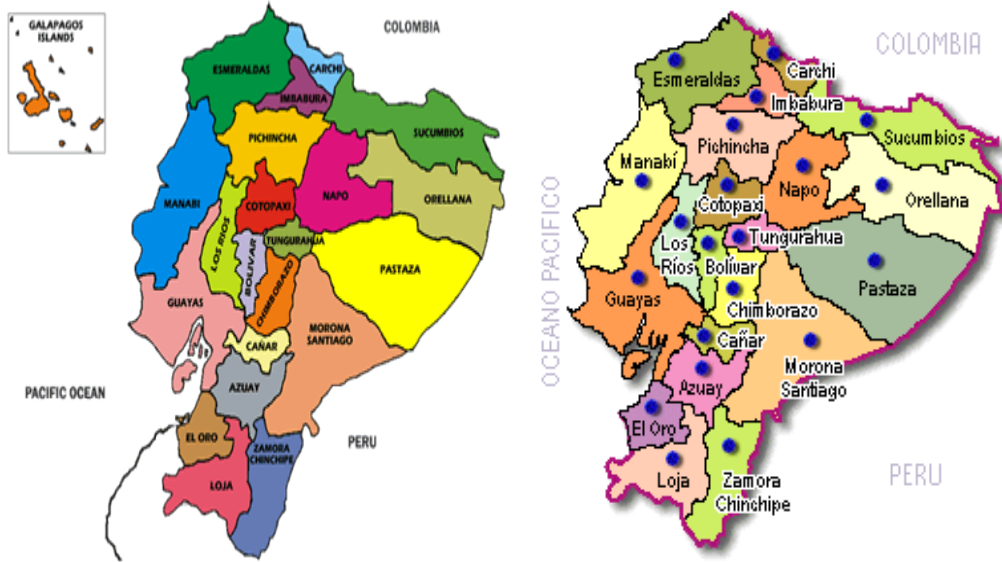 GALAPAGOS
ISLANDS
COLOMBIA
ESMERALDAS
CARCHI
IMBABURA
SUCUMBIOS
PICHINCHA
MANABI
COTOPAXI
NAPO
ORELLANA
LOS RIOS
BOLIVAR
TUNGURAHUA
CHIMBORAZO
PASTAZA
GUAYAS
MORONA
SANTIAGO
CAÑAR
AZUAY
PACIFIC OCEAN
EL ORO
ZAMORA
CHINCHIPE
PERU
LOJA
COLOMBIA
Esmeraldas
Carchi
Imbabura
Sucumbios
Pichincha
Manabí
Cotopaxi
Napo
Orellana
OCEANO PACIFICO
Los
Ríos
Bolívar
Tungurahua
Pastaza
Guayas
Chimborazo
Cañar
Morona
Santiago
Azuay
El Oro
Loja
Zamora
Chinchipe
PERU